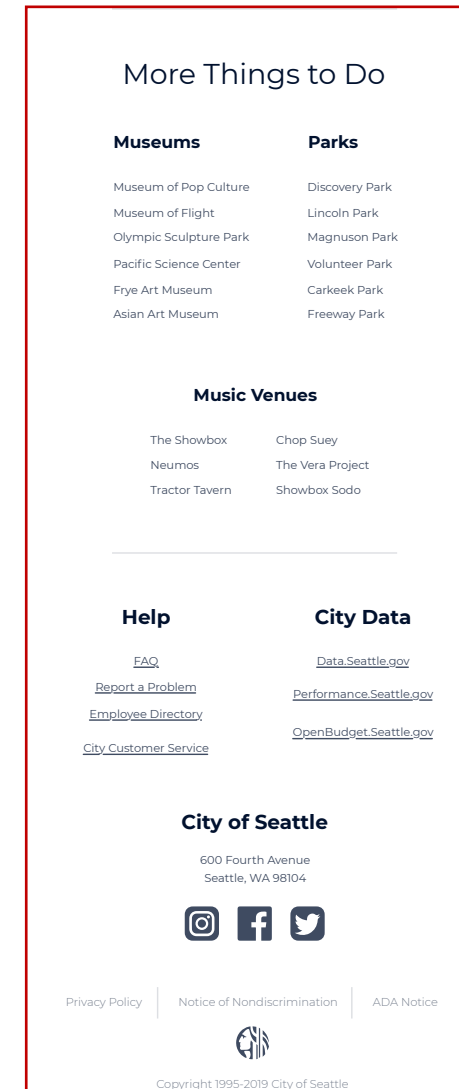 More Things to Do
Museums
Museum of Pop Culture
Museum of Flight
Olympic Sculpture Park
Pacific Science Center
Frye Art Museum
Asian Art Museum
Parks
Discovery Park
Lincoln Park
Magnuson Park
Volunteer Park
Carkeek Park
Freeway Park
Music Venues
The Showbox
Neumos
Tractor Tavern
Chop Suey
The Vera Project
Showbox Sodo
Help
FAQ
Report a Problem
Employee Directory
City Customer Service
City Data
Data.Seattle.gov
Performance.Seattle.gov
OpenBudget.Seattle.gov
City of Seattle
600 Fourth Avenue
Seattle, WA 98104
Privacy Policy
Notice of Nondiscrimination
ADA Notice
Copyright 1995-2019 City of Seattle